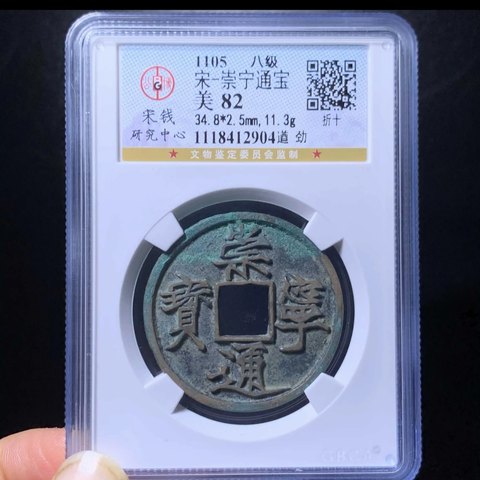 1105 八级
宋-崇宁通宝
美 82
34.8*2.5mm,11.3g 折十
宋钱
研究中心 1118412904 道 劲
★ 文物鉴定委员会监制 ★
崇
寶 寧
通